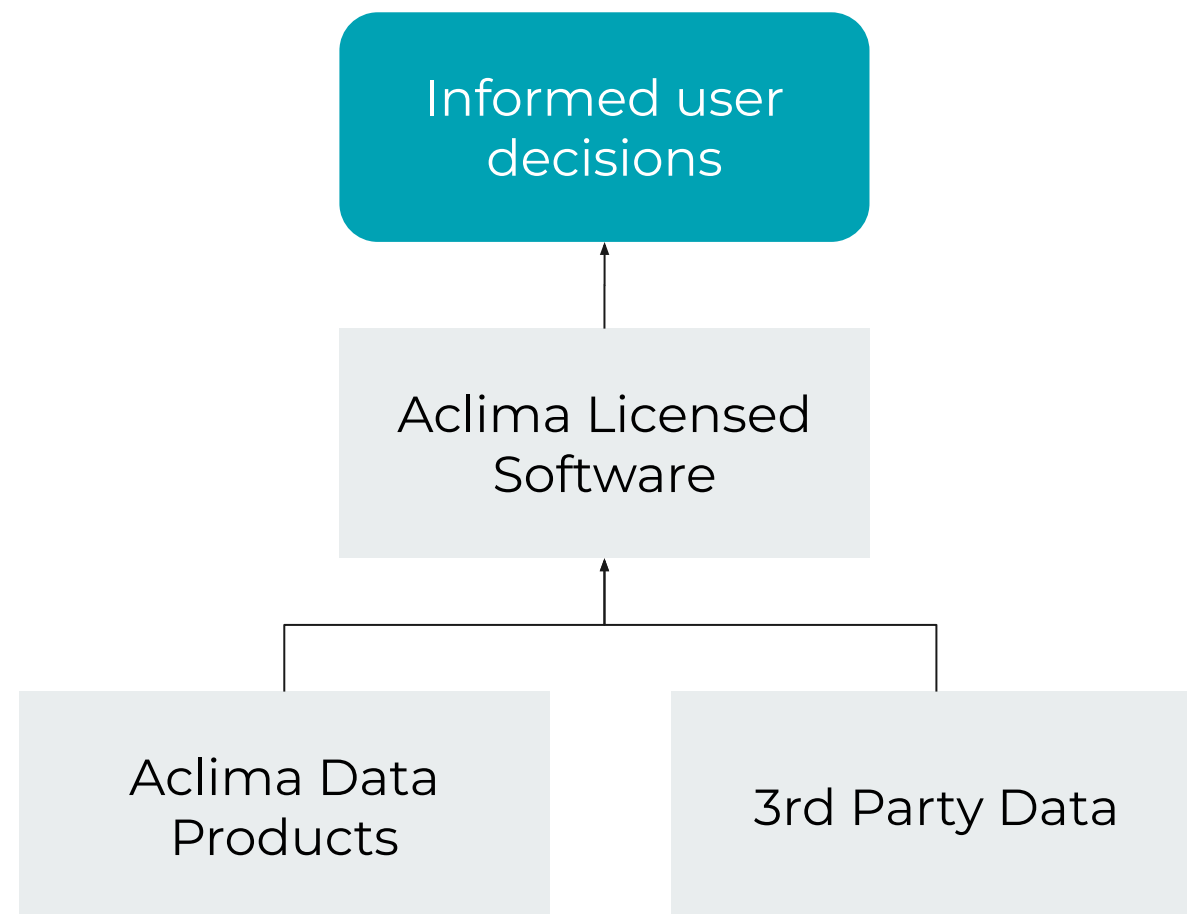 Informed user
decisions
Aclima Licensed
Software
Aclima Data
Products
3rd Party Data